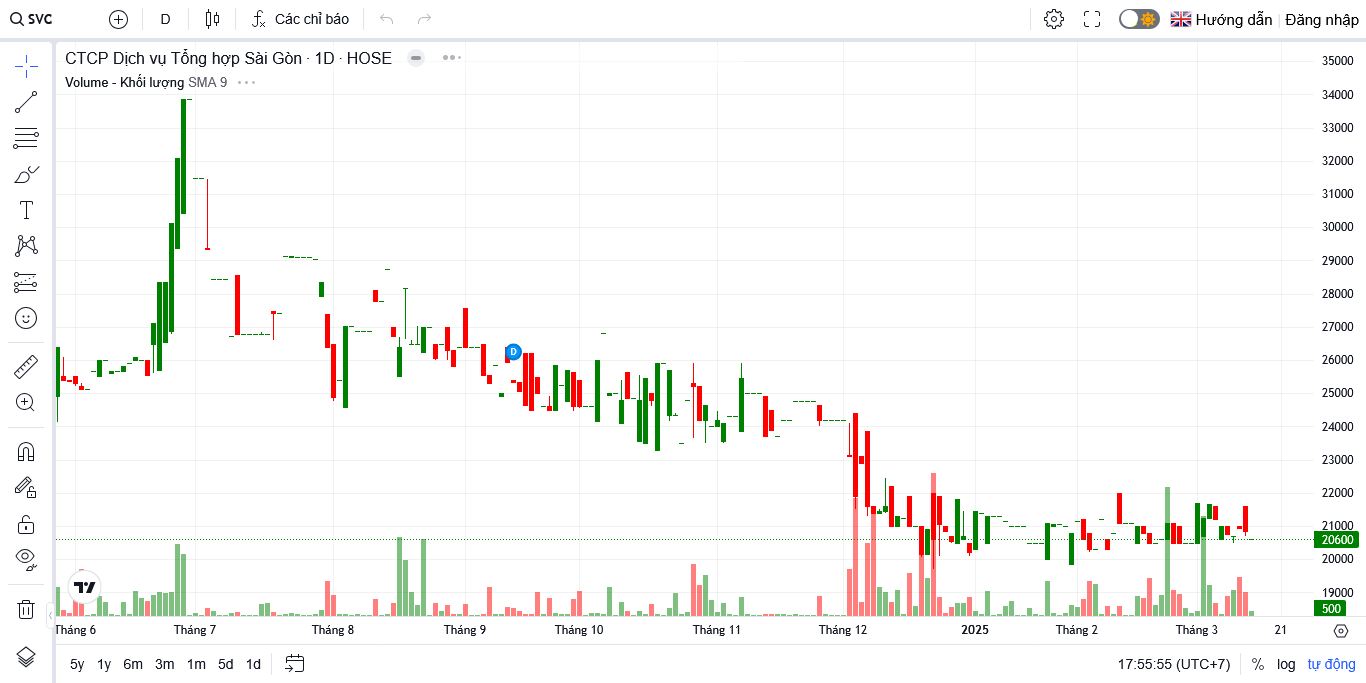 SVC D Các chỉ báo Hướng dẫn Đăng nhập
CTCP Dịch vụ Tổng hợp Sài Gòn · 1D · HOSE
Volume - Khối lượng SMA 9
35000
34000
33000
32000
31000
30000
29000
28000
27000
26000
25000
24000
23000
22000
21000
20600
20000
19000
500
D
T
Tháng 6 Tháng 7 Tháng 8 Tháng 9 Tháng 10 Tháng 11 Tháng 12 2025 Tháng 2 Tháng 3 21
5y 1y 6m 3m 1m 5d 1d 17:55:55 (UTC+7) % log tự động